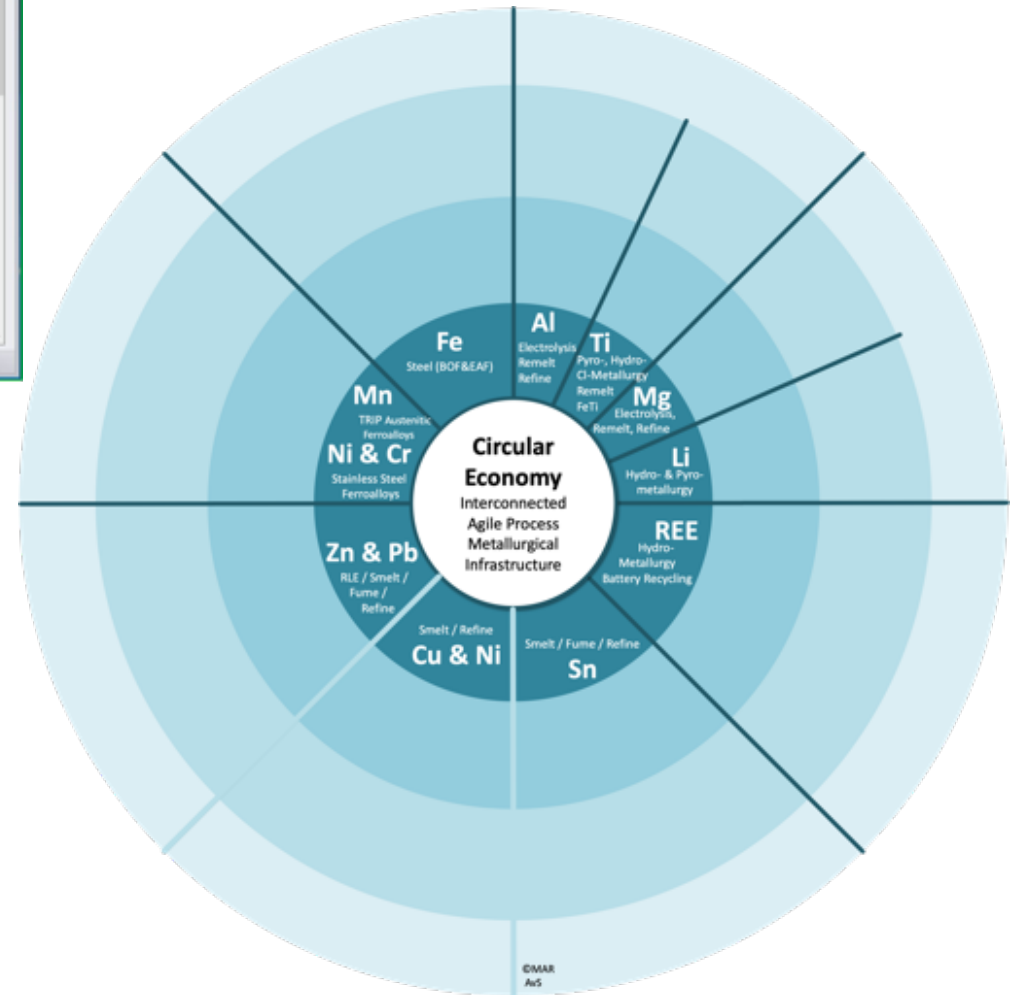 Circular
Economy
Interconnected
Agile Process
Metallurgical
Infrastructure
Al
Electrolysis
Remelt
Refine
Ti
Pyro-, Hydro-
Cl-Metallurgy
Remelt
FeTi
Mg
Electrolysis,
Remelt, Refine
Li
Hydro- & Pyro-
metallurgy
REE
Hydro-
Metallurgy
Battery Recycling
Smelt / Fume / Refine
Sn
Smelt / Refine
Cu & Ni
Zn & Pb
RLE / Smelt /
Fume /
Refine
Ni & Cr
Stainless Steel
Ferroalloys
Mn
TRIP Austenitic
Ferroalloys
Fe
Steel (BOF&EAF)
©MAR
AvS